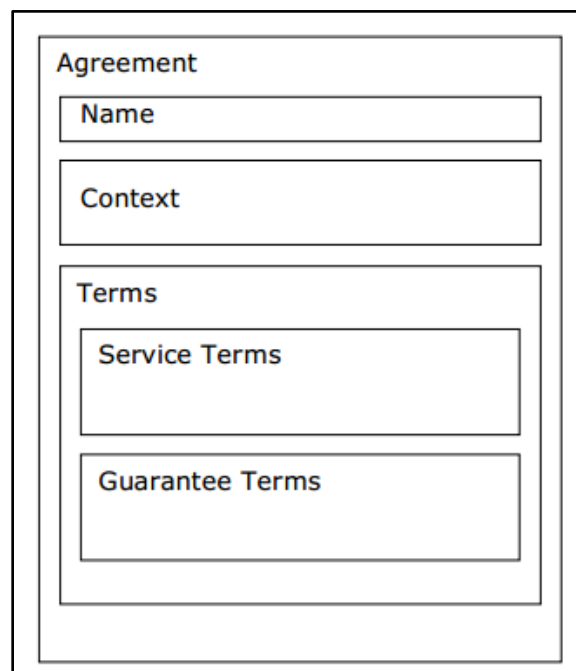 Agreement
Name
Context
Terms
Service Terms
Guarantee Terms